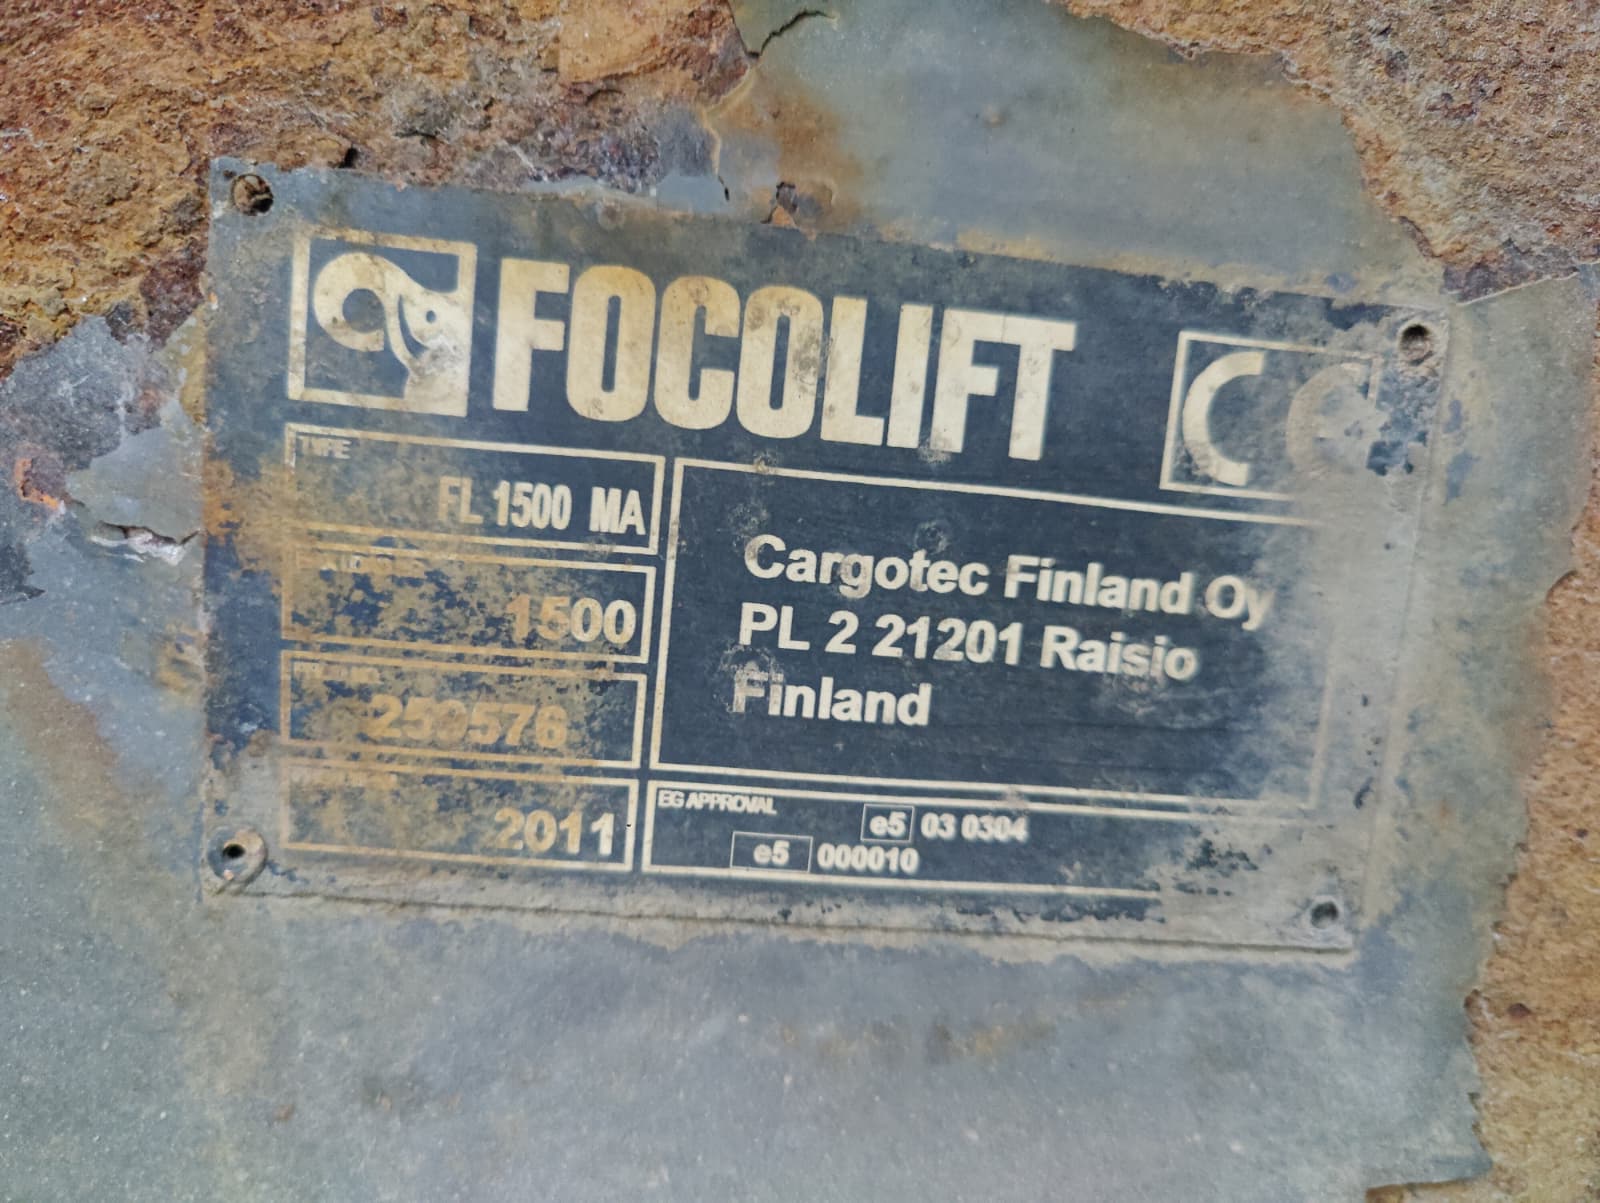 FOCOLIFT CE
TYPE
FL 1500 MA
1500
2011
Cargotec Finland Oy
PL 2 21201 Raisio
Finland
EG APPROVAL
e5 03 0304
e5 000010